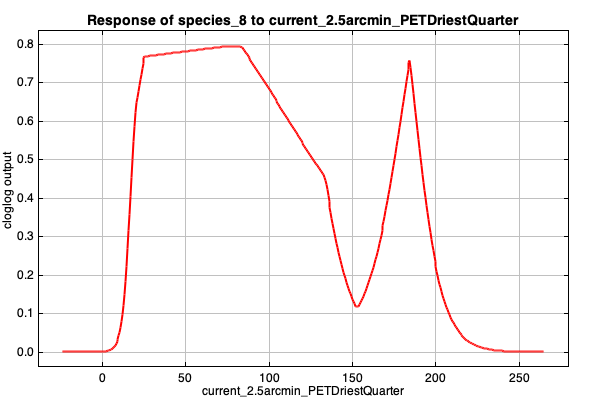 Response of species_8 to current_2.5arcmin_PETDriestQuarter
cloglog output
0.8
0.7
0.6
0.5
0.4
0.3
0.2
0.1
0.0
0 50 100 150 200 250
current_2.5arcmin_PETDriestQuarter